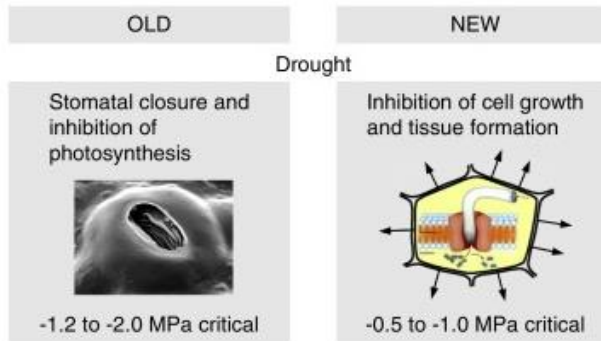 OLD
NEW
Drought
Stomatal closure and
inhibition of
photosynthesis
-1.2 to -2.0 MPa critical
Inhibition of cell growth
and tissue formation
-0.5 to -1.0 MPa critical